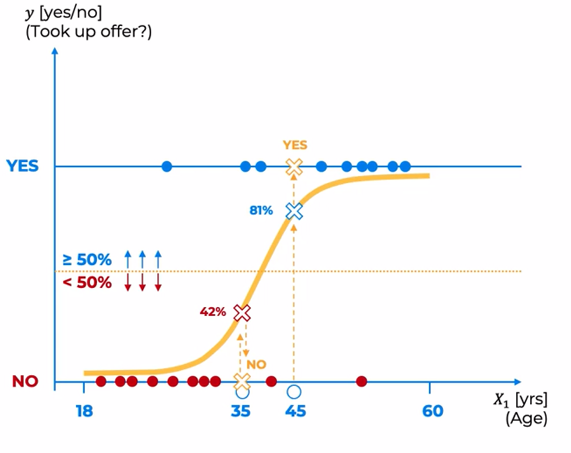 y [yes/no]
(Took up offer?)
YES
YES
81%
≥ 50%
< 50%
42%
NO
NO
X₁ [yrs]
(Age)
18
35
45
60